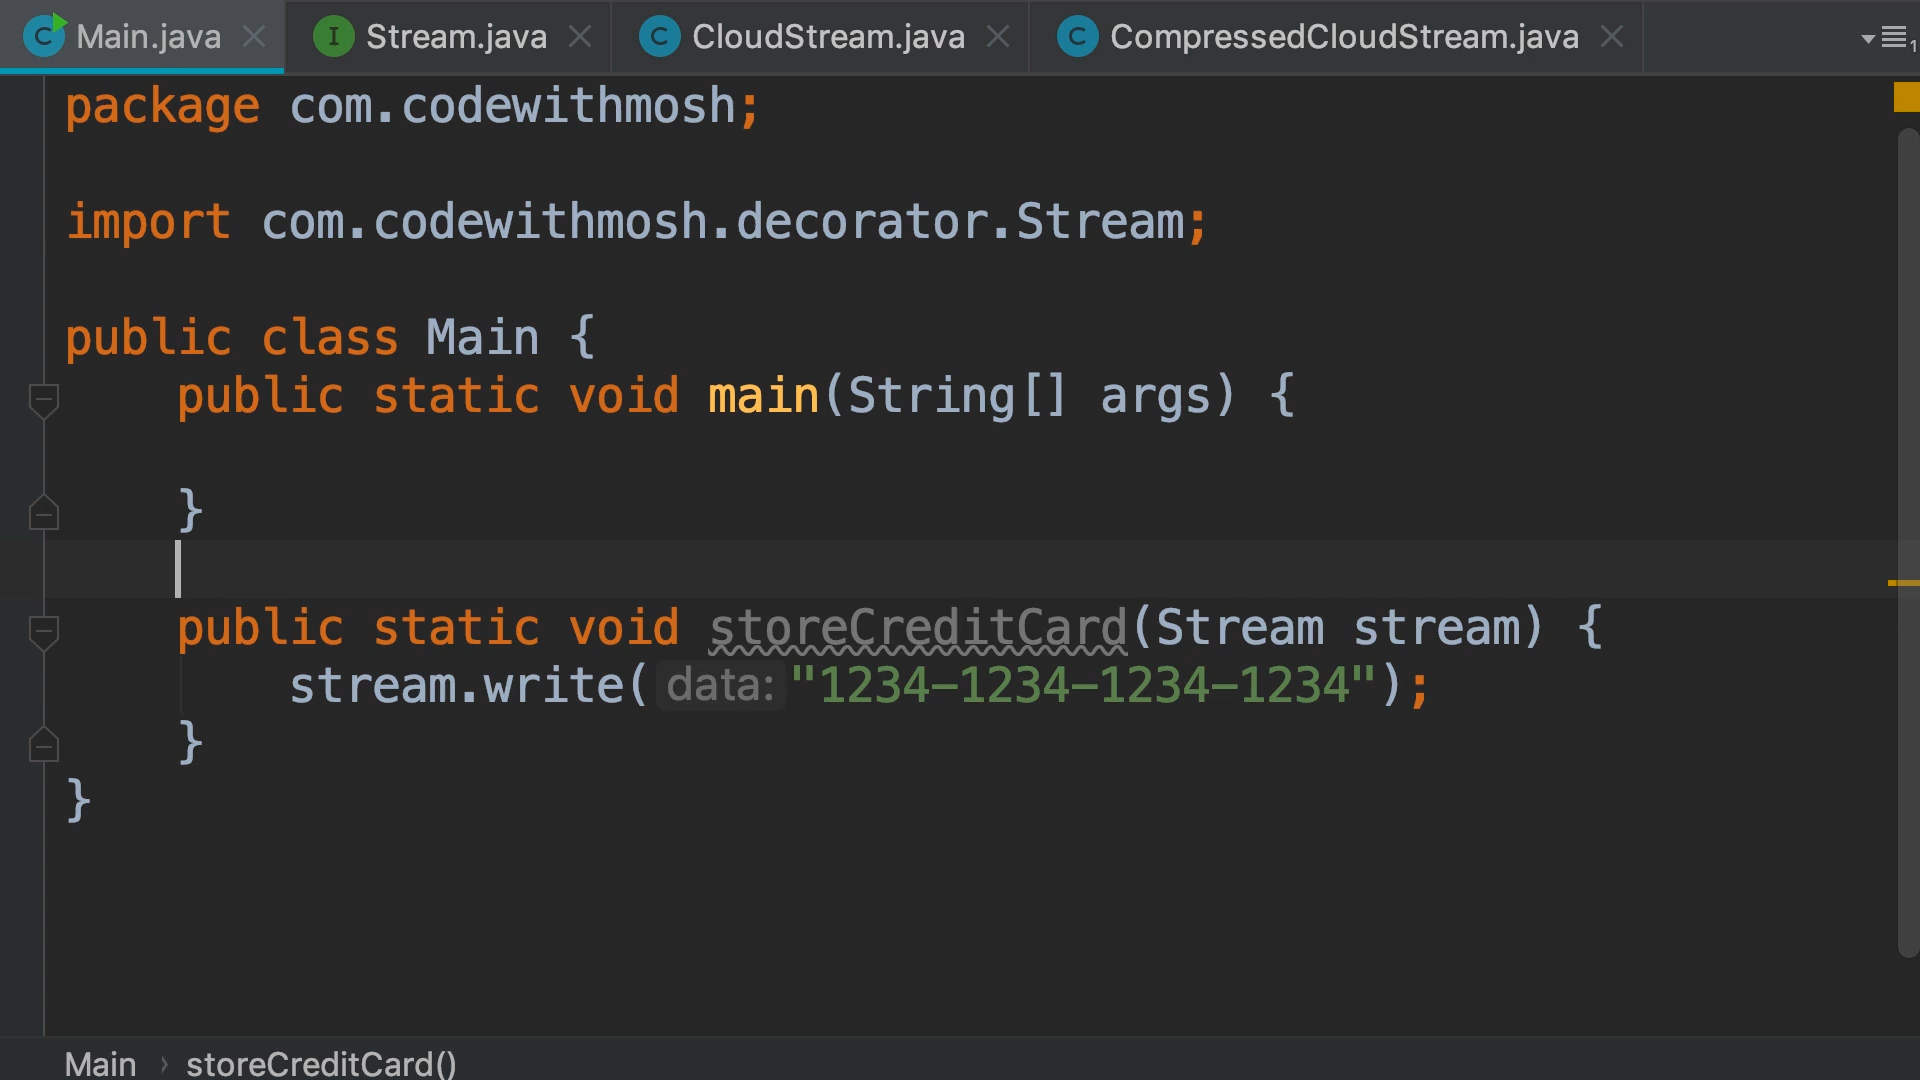 Main.java Stream.java CloudStream.java CompressedCloudStream.java 1
package com.codewithmosh;
import com.codewithmosh.decorator.Stream;
public class Main {
    public static void main(String[] args) {
    }
    public static void storeCreditCard(Stream stream) {
        stream.write( data: "1234-1234-1234-1234");
    }
}
Main › storeCreditCard()